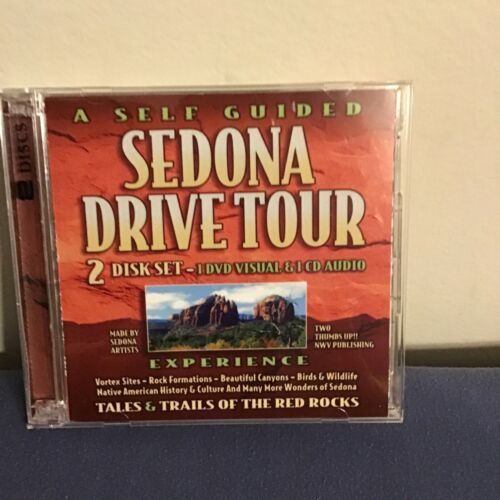 A SELF GUIDED
SEDONA
DRIVE TOUR
2 DISK SET – 1 DVD VISUAL & 1 CD AUDIO
MADE BY
SEDONA
ARTISTS
TWO
THUMBS UP!!
NWV PUBLISHING
EXPERIENCE
Vortex Sites – Rock Formations – Beautiful Canyons – Birds & Wildlife
Native American History & Culture And Many More Wonders of Sedona
TALES & TRAILS OF THE RED ROCKS
2 DISCS